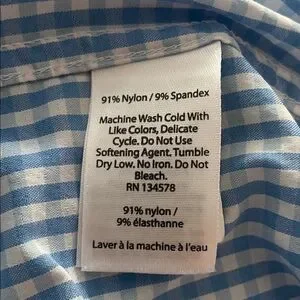 91% Nylon / 9% Spandex
Machine Wash Cold With
Like Colors, Delicate
Cycle. Do Not Use
Softening Agent. Tumble
Dry Low. No Iron. Do Not
Bleach.
RN 134578
91% nylon /
9% élasthanne
Laver à la machine à l'eau